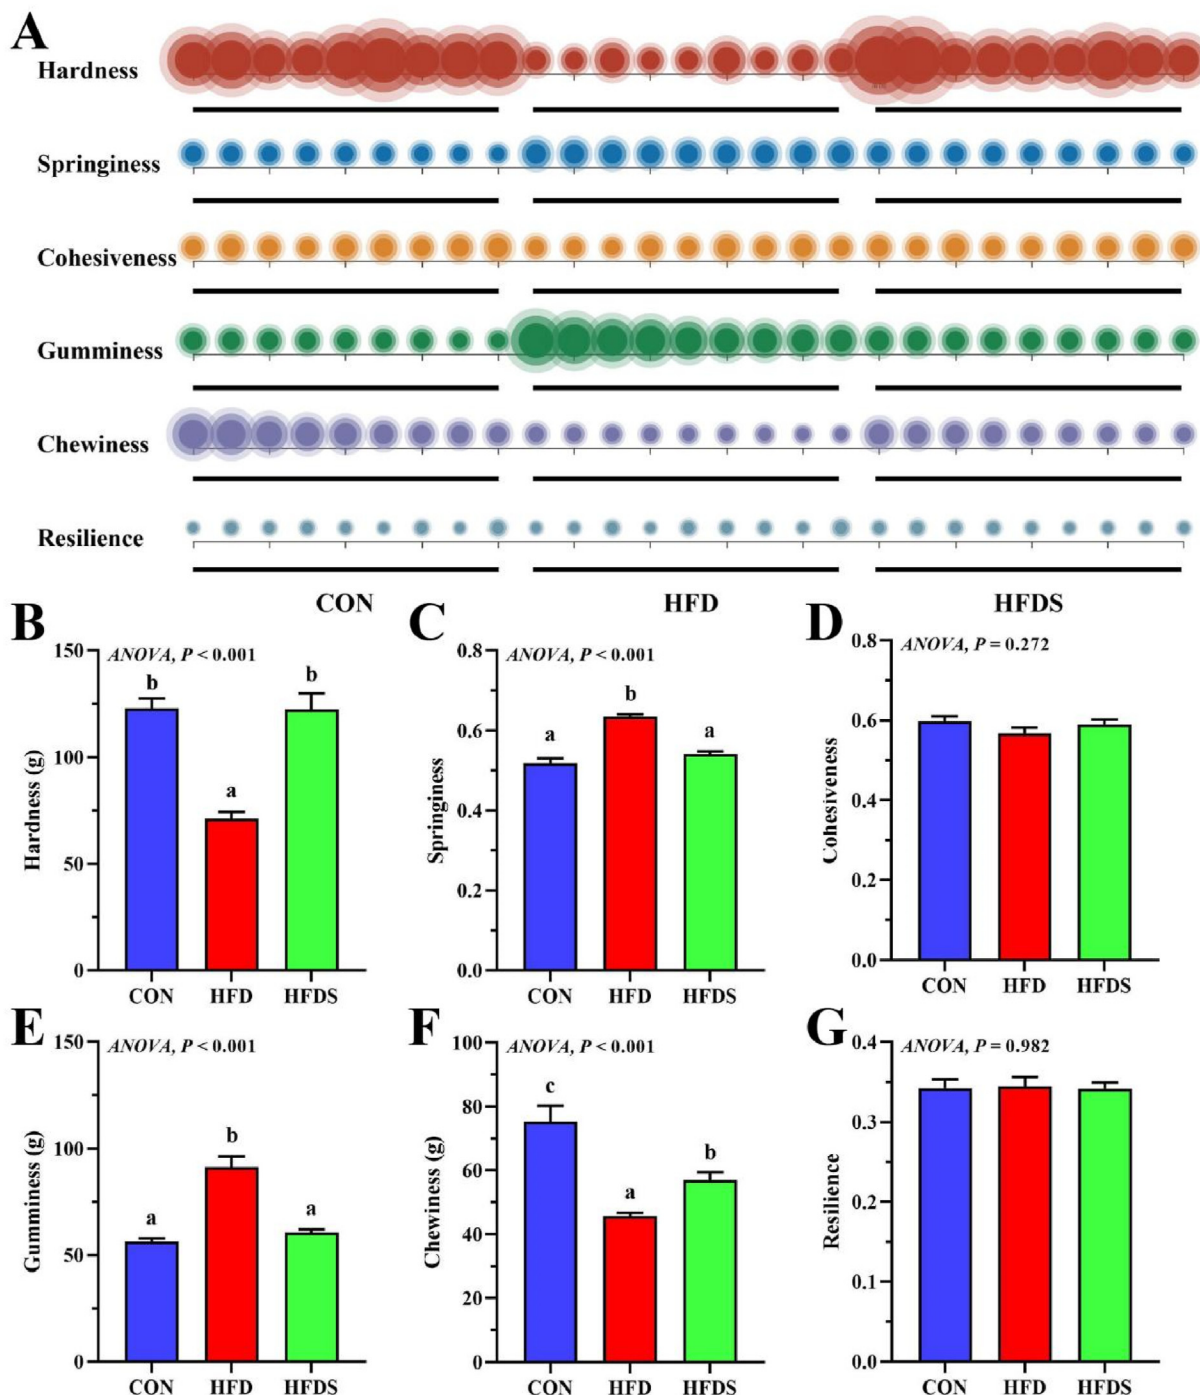 A
Hardness
Springiness
Cohesiveness
Gumminess
Chewiness
Resilience
CON HFD HFDS
B
ANOVA, P < 0.001
Hardness (g)
150
100
50
0
b
a
b
CON HFD HFDS
C
ANOVA, P < 0.001
Springiness
0.8
0.6
0.4
0.2
0.0
a
b
a
CON HFD HFDS
D
ANOVA, P = 0.272
Cohesiveness
0.8
0.6
0.4
0.2
0.0
CON HFD HFDS
E
ANOVA, P < 0.001
Gumminess (g)
150
100
50
0
a
b
a
CON HFD HFDS
F
ANOVA, P < 0.001
Chewiness (g)
100
80
60
40
20
0
c
a
b
CON HFD HFDS
G
ANOVA, P = 0.982
Resilience
0.4
0.3
0.2
0.1
0.0
CON HFD HFDS